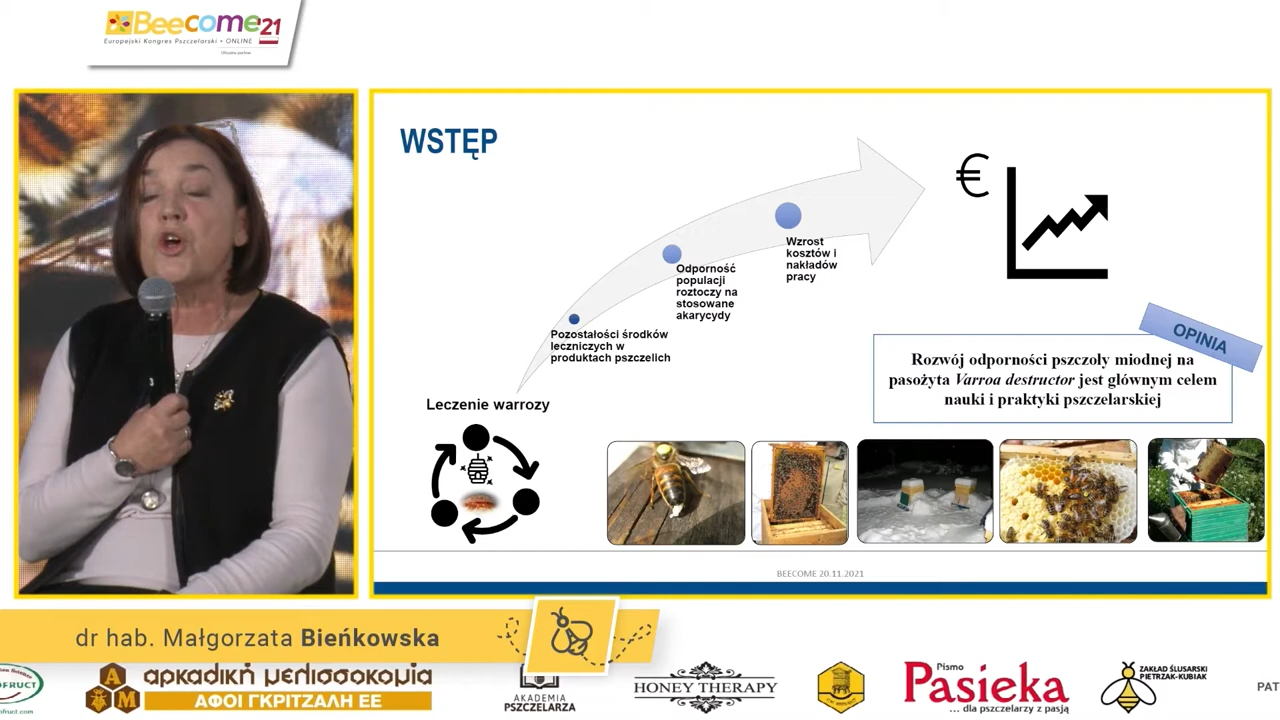 Beecome'21
Europejski Kongres Pszczelarski • ONLINE
WSTĘP
€
Wzrost
kosztów i
nakładów
pracy
Odporność
populacji
roztoczy na
stosowane
akarycydy
Pozostałości środków
leczniczych w
produktach pszczelich
Leczenie warrozy
OPINIA
Rozwój odporności pszczoły miodnej na
pasożyta Varroa destructor jest głównym celem
nauki i praktyki pszczelarskiej
BEECOME 20.11.2021
dr hab. Małgorzata Bieńkowska
AM
αρκαδική μελισσοκομία
ΑΦΟΙ ΓΚΡΙΤΖΑΛΗ ΕΕ
AKADEMIA
PSZCZELARZA
HONEY THERAPY
Pismo
Pasieka
... dla pszczelarzy z pasją
ZAKŁAD ŚLUSARSKI
PIETRZAK-KUBIAK
PAT